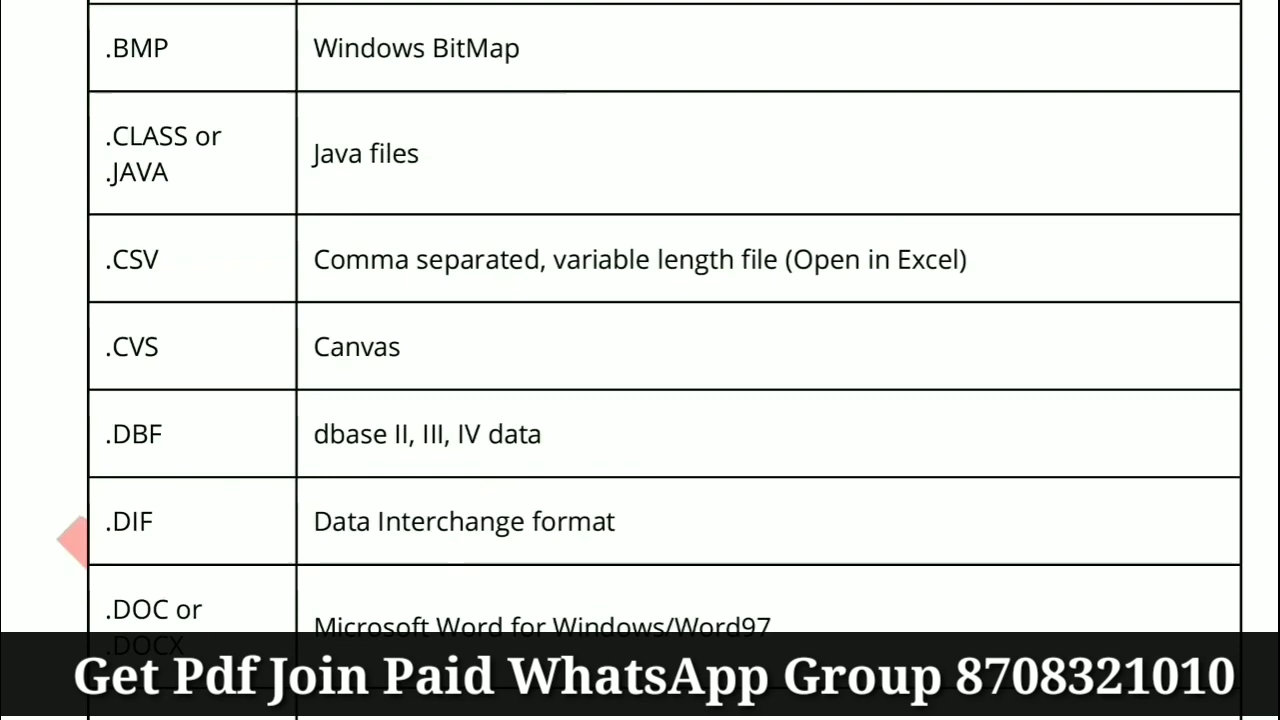 .BMP Windows BitMap
.CLASS or
.JAVA
Java files
.CSV Comma separated, variable length file (Open in Excel)
.CVS Canvas
.DBF dbase II, III, IV data
.DIF Data Interchange format
.DOC or
.DOCX
Microsoft Word for Windows/Word97
Get Pdf Join Paid WhatsApp Group 8708321010